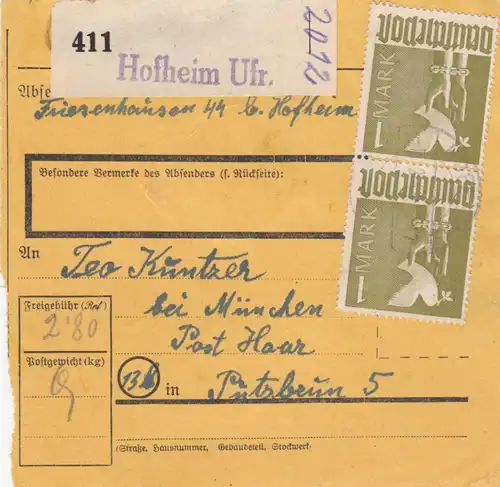 411
Hofheim Ufr.
2012
DEUTSCHE POST
1 MARK
DEUTSCHE POST
1 MARK
Abse
Friesenhausen 44 b. Hofheim
Besondere Vermerke des Absenders (s. Rückseite):
An
Teo Kuntzer
bei München
Post Haar
13b in Putzbrun 5
Freigebühr (Rpf)
2'80
Postgewicht (kg)
(Straße, Hausnummer, Gebäudeteil, Stockwerk)